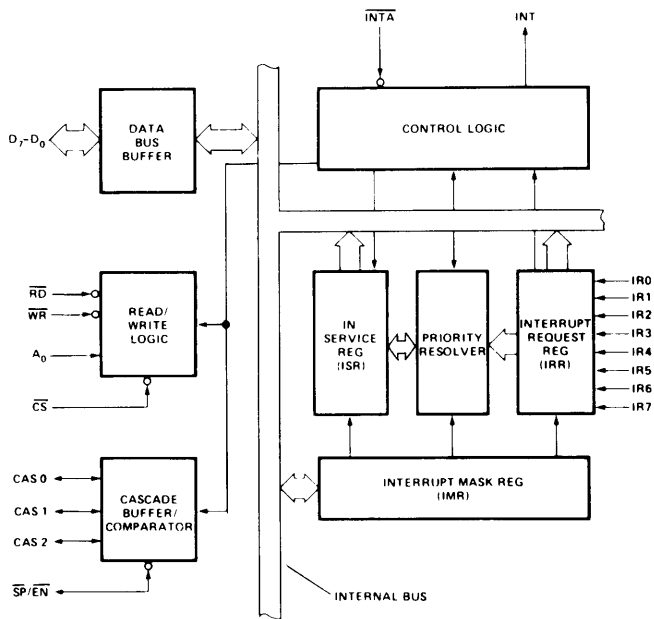 INTA
INT
DATA
BUS
BUFFER
D7-D0
CONTROL LOGIC
RD
WR
A0
CS
READ/
WRITE
LOGIC
IN
SERVICE
REG
(ISR)
PRIORITY
RESOLVER
INTERRUPT
REQUEST
REG
(IRR)
IR0
IR1
IR2
IR3
IR4
IR5
IR6
IR7
CAS 0
CAS 1
CAS 2
CASCADE
BUFFER/
COMPARATOR
SP/EN
INTERRUPT MASK REG
(IMR)
INTERNAL BUS